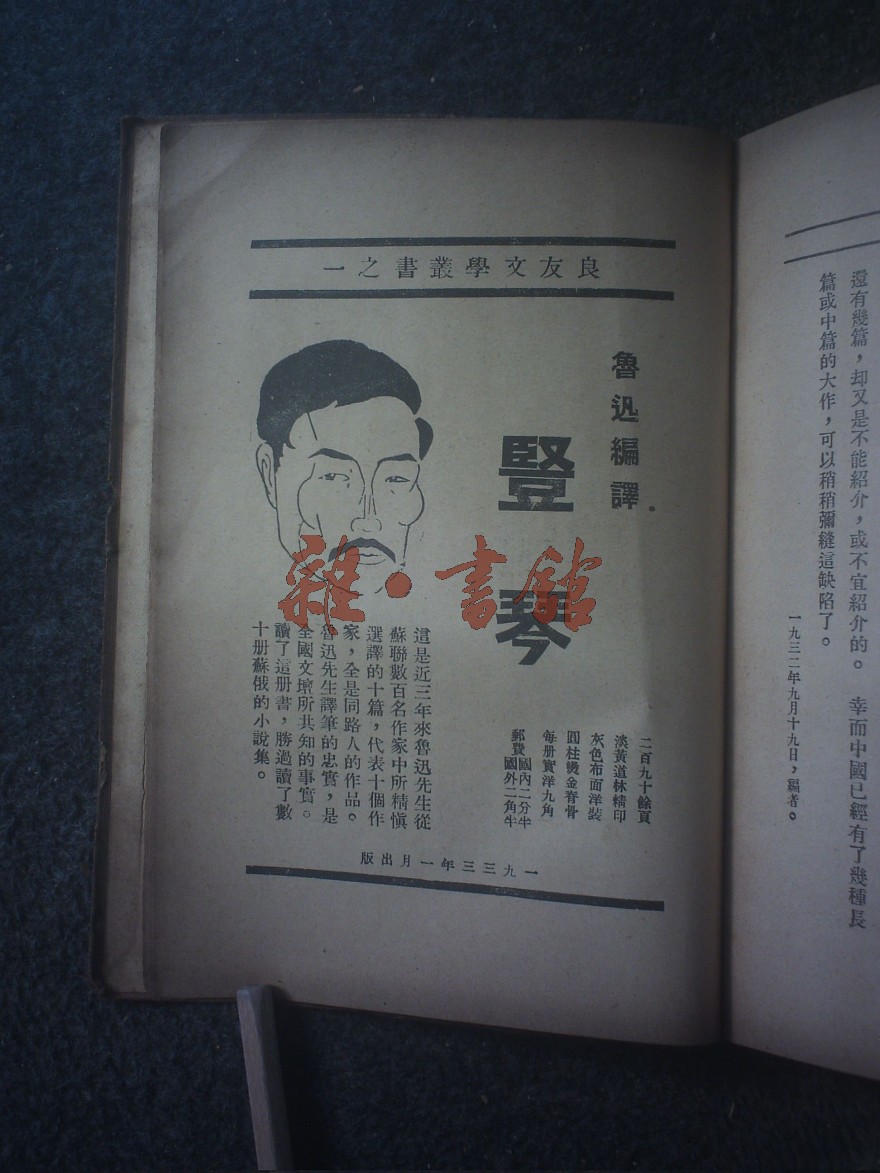 還有幾篇，却又是不能紹介，或不宜紹介的。 幸而中國已經有了幾種長
篇或中篇的大作，可以稍稍彌縫這缺陷了。
一九三二年九月十九日，編者。
良友文學叢書之一
魯迅編譯
豎琴
二百九十餘頁
淡黃道林精印
灰色布面洋裝
圓柱燙金脊骨
每册實洋九角
郵費國內二分半
國外二角半
這是近三年來魯迅先生從
蘇聯數百名作家中所精愼
選譯的十篇，代表十個作
家，全是同路人的作品。
魯迅先生譯筆的忠實，是
全國文壇所共知的事實。
讀了這册書，勝過讀了數
十册蘇俄的小說集。
一九三三年一月出版
雜·書館